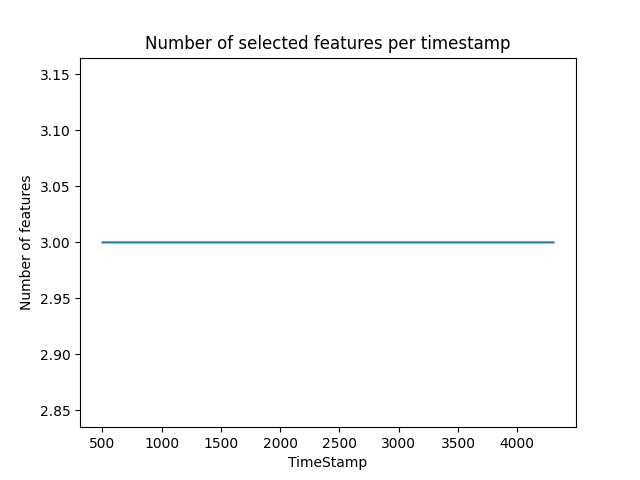 Number of selected features per timestamp
3.15
3.10
3.05
3.00
2.95
2.90
2.85
Number of features
500 1000 1500 2000 2500 3000 3500 4000
TimeStamp